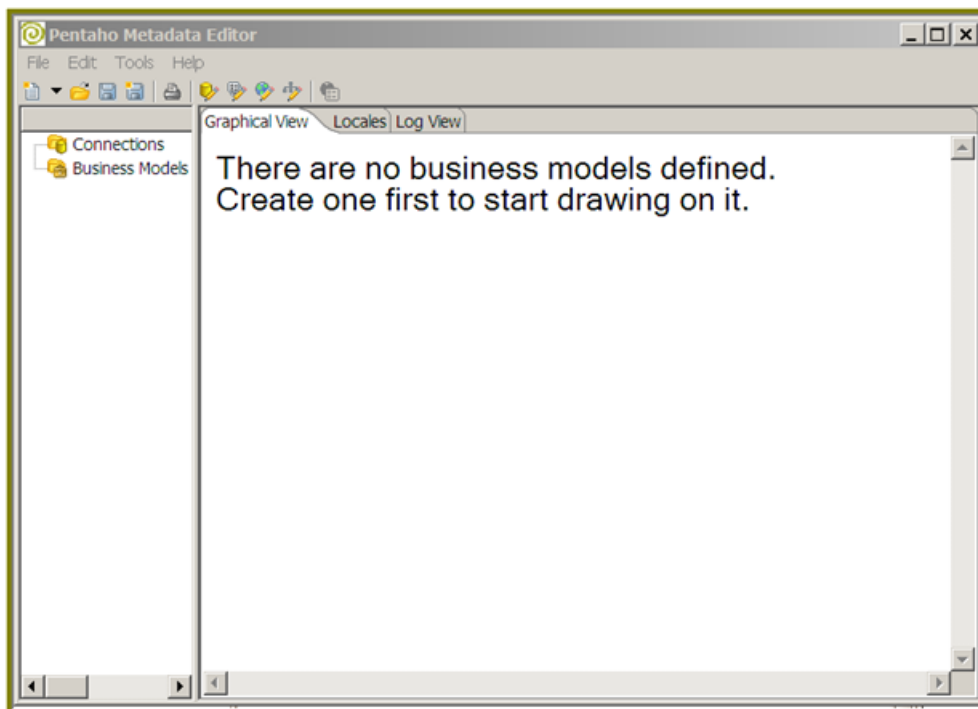 Pentaho Metadata Editor
File Edit Tools Help
Graphical View Locales Log View
Connections
Business Models
There are no business models defined.
Create one first to start drawing on it.